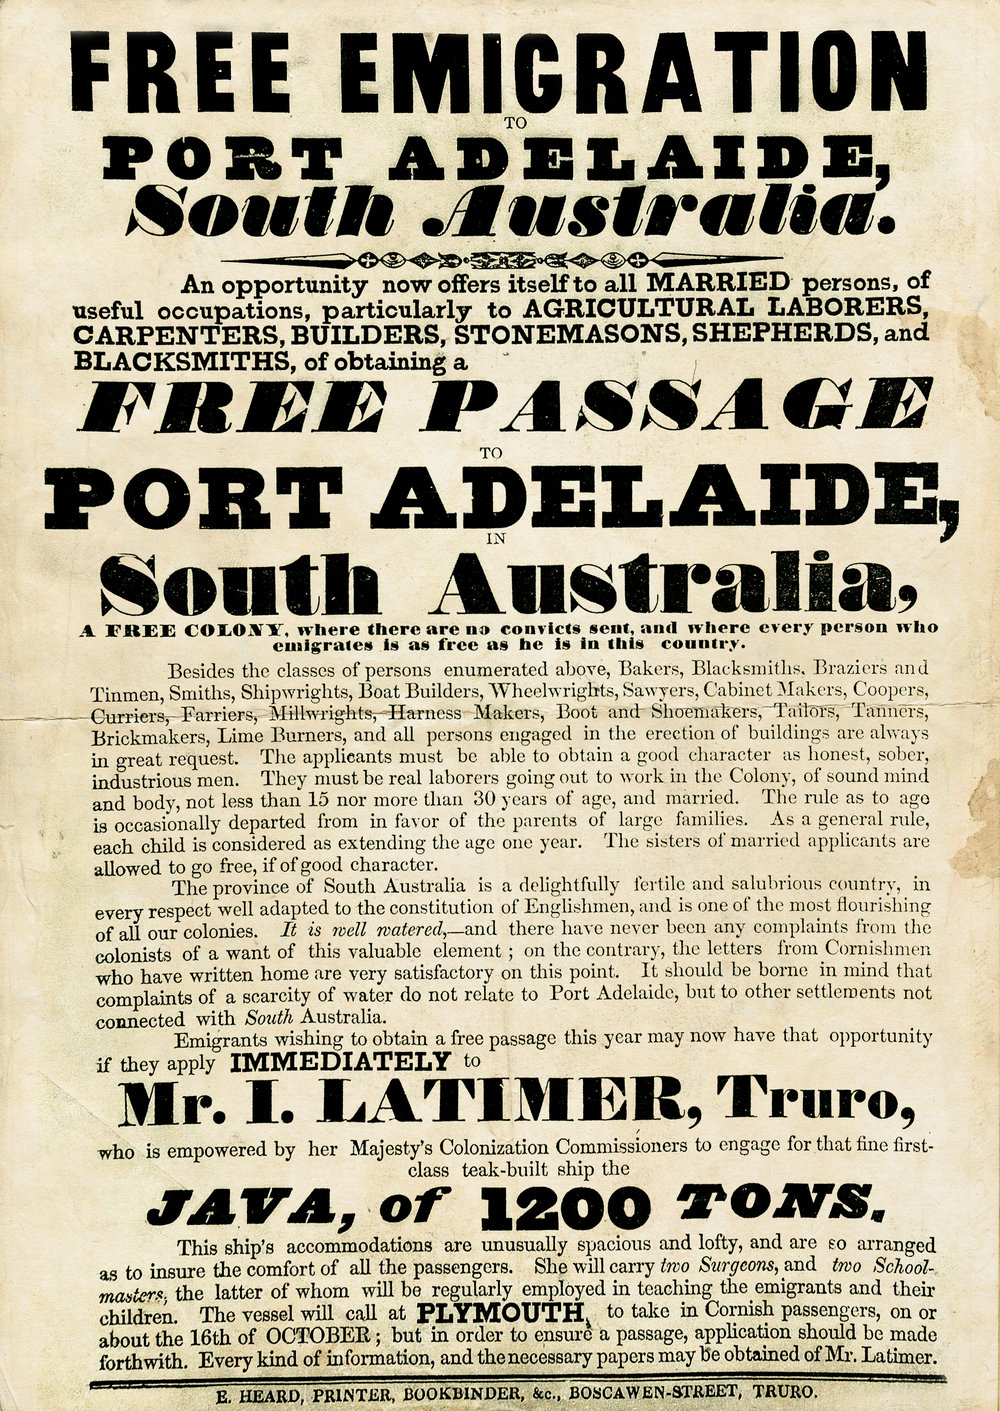 FREE EMIGRATION
TO
PORT ADELAIDE,
South Australia.
An opportunity now offers itself to all MARRIED persons, of
useful occupations, particularly to AGRICULTURAL LABORERS,
CARPENTERS, BUILDERS, STONEMASONS, SHEPHERDS, and
BLACKSMITHS, of obtaining a
FREE PASSAGE
TO
PORT ADELAIDE,
IN
South Australia,
A FREE COLONY, where there are no convicts sent, and where every person who
emigrates is as free as he is in this country.
Besides the classes of persons enumerated above, Bakers, Blacksmiths, Braziers and
Tinmen, Smiths, Shipwrights, Boat Builders, Wheelwrights, Sawyers, Cabinet Makers, Coopers,
Curriers, Farriers, Millwrights, Harness Makers, Boot and Shoemakers, Tailors, Tanners,
Brickmakers, Lime Burners, and all persons engaged in the erection of buildings are always
in great request. The applicants must be able to obtain a good character as honest, sober,
industrious men. They must be real laborers going out to work in the Colony, of sound mind
and body, not less than 15 nor more than 30 years of age, and married. The rule as to age
is occasionally departed from in favor of the parents of large families. As a general rule,
each child is considered as extending the age one year. The sisters of married applicants are
allowed to go free, if of good character.
The province of South Australia is a delightfully fertile and salubrious country, in
every respect well adapted to the constitution of Englishmen, and is one of the most flourishing
of all our colonies. It is well watered,—and there have never been any complaints from the
colonists of a want of this valuable element ; on the contrary, the letters from Cornishmen
who have written home are very satisfactory on this point. It should be borne in mind that
complaints of a scarcity of water do not relate to Port Adelaide, but to other settlements not
connected with South Australia.
Emigrants wishing to obtain a free passage this year may now have that opportunity
if they apply IMMEDIATELY to
Mr. I. LATIMER, Truro,
who is empowered by her Majesty's Colonization Commissioners to engage for that fine first-
class teak-built ship the
JAVA, of 1200 TONS.
This ship's accommodations are unusually spacious and lofty, and are so arranged
as to insure the comfort of all the passengers. She will carry two Surgeons, and two School-
masters, the latter of whom will be regularly employed in teaching the emigrants and their
children. The vessel will call at PLYMOUTH, to take in Cornish passengers, on or
about the 16th of OCTOBER ; but in order to ensure a passage, application should be made
forthwith. Every kind of information, and the necessary papers may be obtained of Mr. Latimer.
E. HEARD, PRINTER, BOOKBINDER, &c., BOSCAWEN-STREET, TRURO.